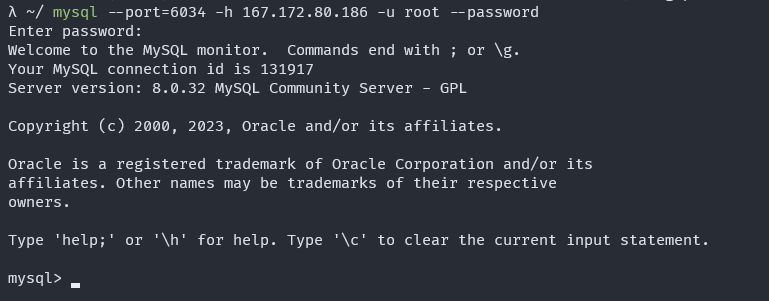 λ ~/ mysql --port=6034 -h 167.172.80.186 -u root --password
Enter password:
Welcome to the MySQL monitor.  Commands end with ; or \g.
Your MySQL connection id is 131917
Server version: 8.0.32 MySQL Community Server - GPL
Copyright (c) 2000, 2023, Oracle and/or its affiliates.
Oracle is a registered trademark of Oracle Corporation and/or its
affiliates. Other names may be trademarks of their respective
owners.
Type 'help;' or '\h' for help. Type '\c' to clear the current input statement.
mysql>